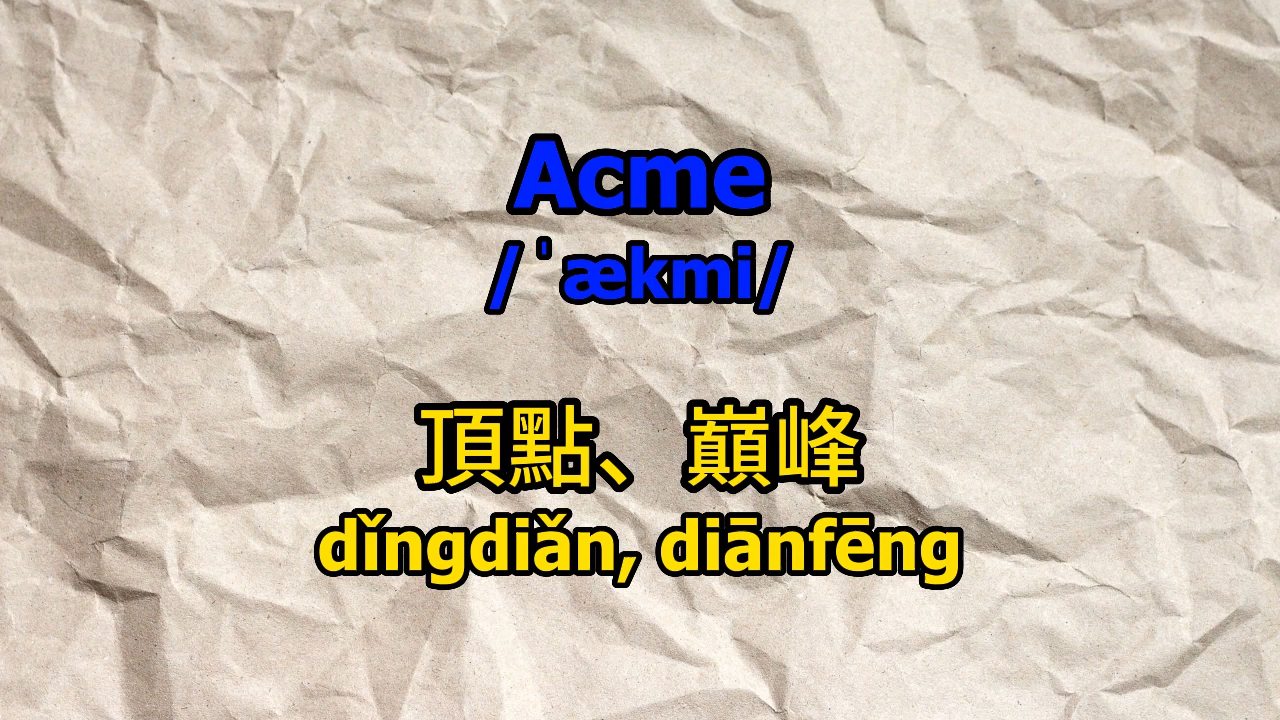 Acme
/ˈækmi/
頂點、巔峰
dǐngdiǎn, diānfēng